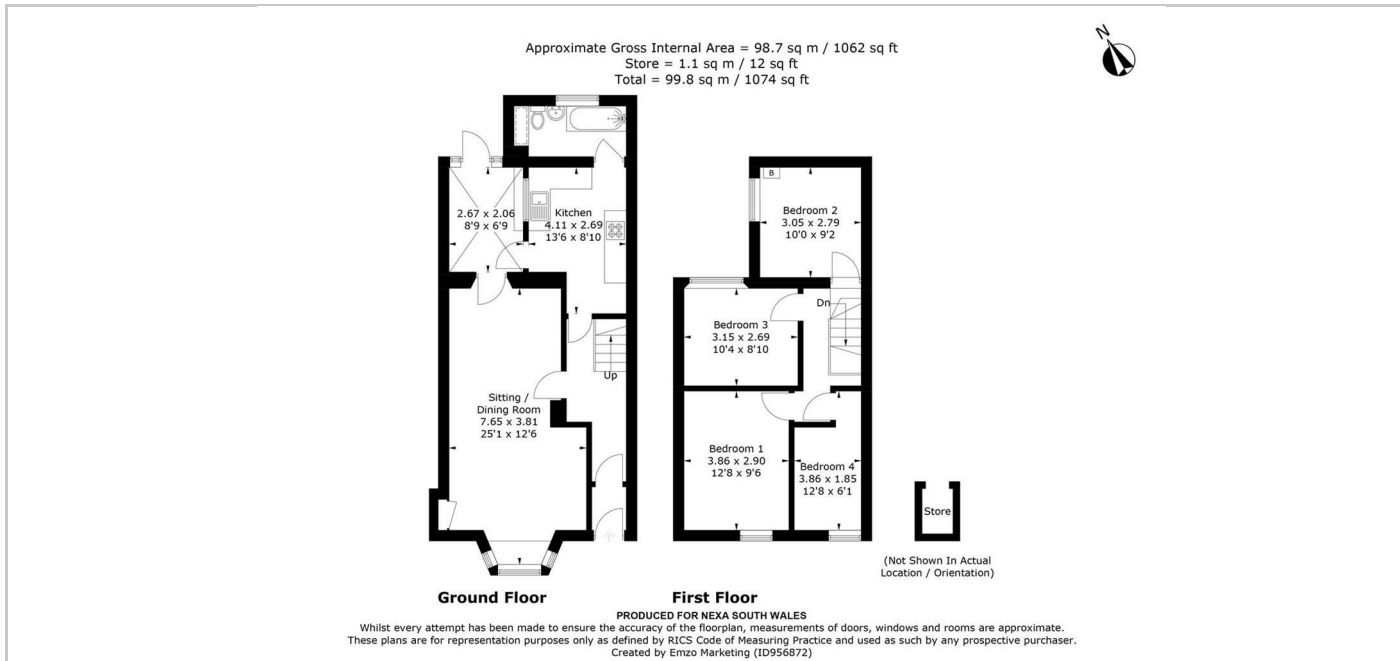 N
Approximate Gross Internal Area = 98.7 sq m / 1062 sq ft
Store = 1.1 sq m / 12 sq ft
Total = 99.8 sq m / 1074 sq ft
2.67 x 2.06
8'9 x 6'9
Kitchen
4.11 x 2.69
13'6 x 8'10
Up
Sitting /
Dining Room
7.65 x 3.81
25'1 x 12'6
Ground Floor
B
Bedroom 2
3.05 x 2.79
10'0 x 9'2
Dn
Bedroom 3
3.15 x 2.69
10'4 x 8'10
Bedroom 1
3.86 x 2.90
12'8 x 9'6
Bedroom 4
3.86 x 1.85
12'8 x 6'1
First Floor
Store
(Not Shown In Actual
Location / Orientation)
PRODUCED FOR NEXA SOUTH WALES
Whilst every attempt has been made to ensure the accuracy of the floorplan, measurements of doors, windows and rooms are approximate.
These plans are for representation purposes only as defined by RICS Code of Measuring Practice and used as such by any prospective purchaser.
Created by Emzo Marketing (ID956872)